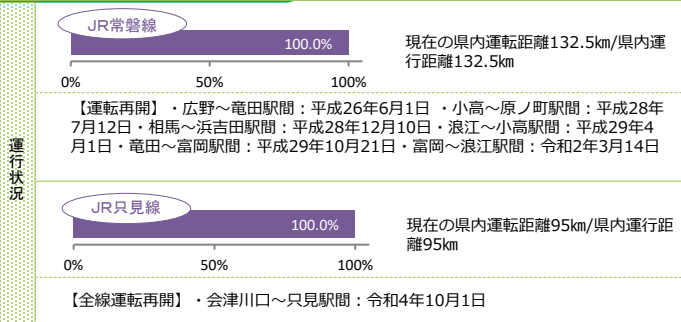 運行状況
JR常磐線
100.0%
0% 50% 100%
現在の県内運転距離132.5㎞/県内運
行距離132.5㎞
【運転再開】・広野～竜田駅間：平成26年6月1日 ・小高～原ノ町駅間：平成28年
7月12日・相馬～浜吉田駅間：平成28年12月10日・浪江～小高駅間：平成29年4
月1日・竜田～富岡駅間：平成29年10月21日・富岡～浪江駅間：令和2年3月14日
JR只見線
100.0%
0% 50% 100%
現在の県内運転距離95㎞/県内運行距
離95㎞
【全線運転再開】・会津川口～只見駅間：令和4年10月1日